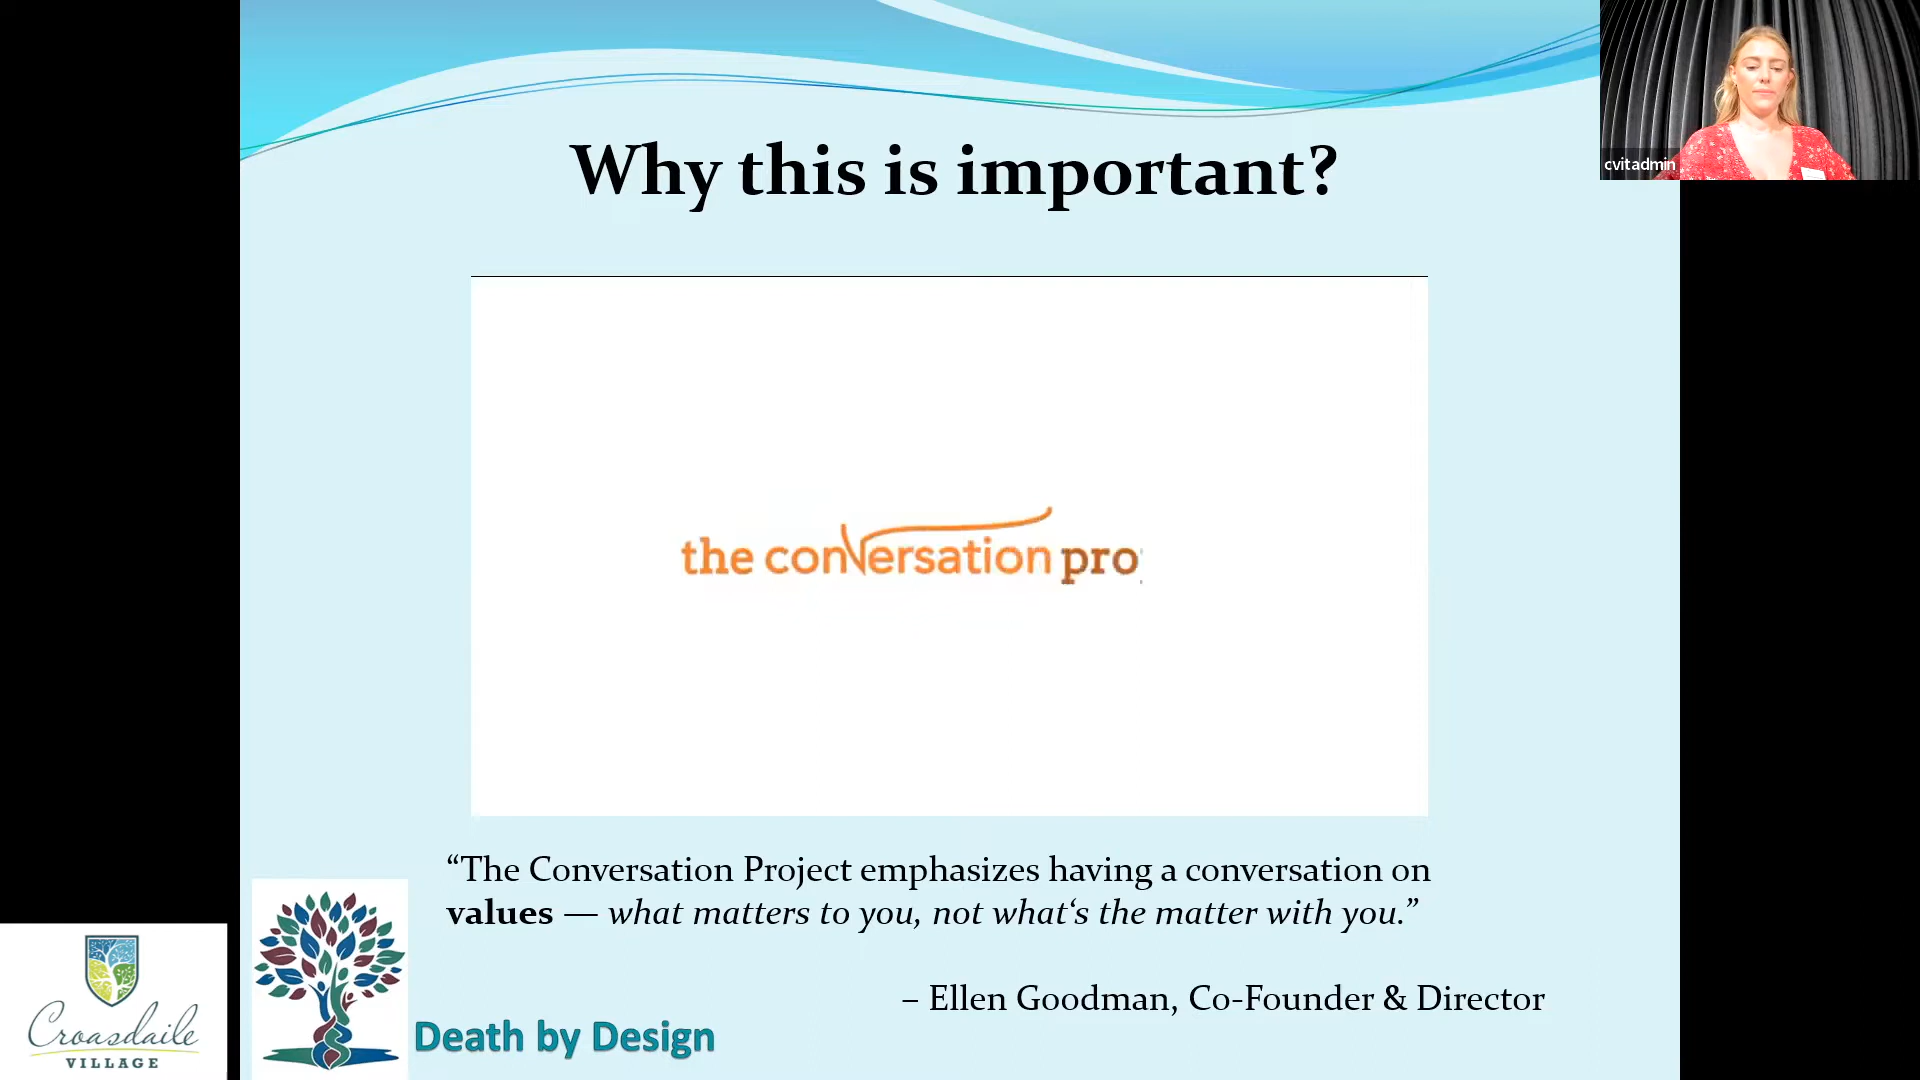 cvitadmin
Why this is important?
the conversation pro
“The Conversation Project emphasizes having a conversation on
values — what matters to you, not what‘s the matter with you.”
– Ellen Goodman, Co-Founder & Director
Death by Design
Croasdaile
VILLAGE